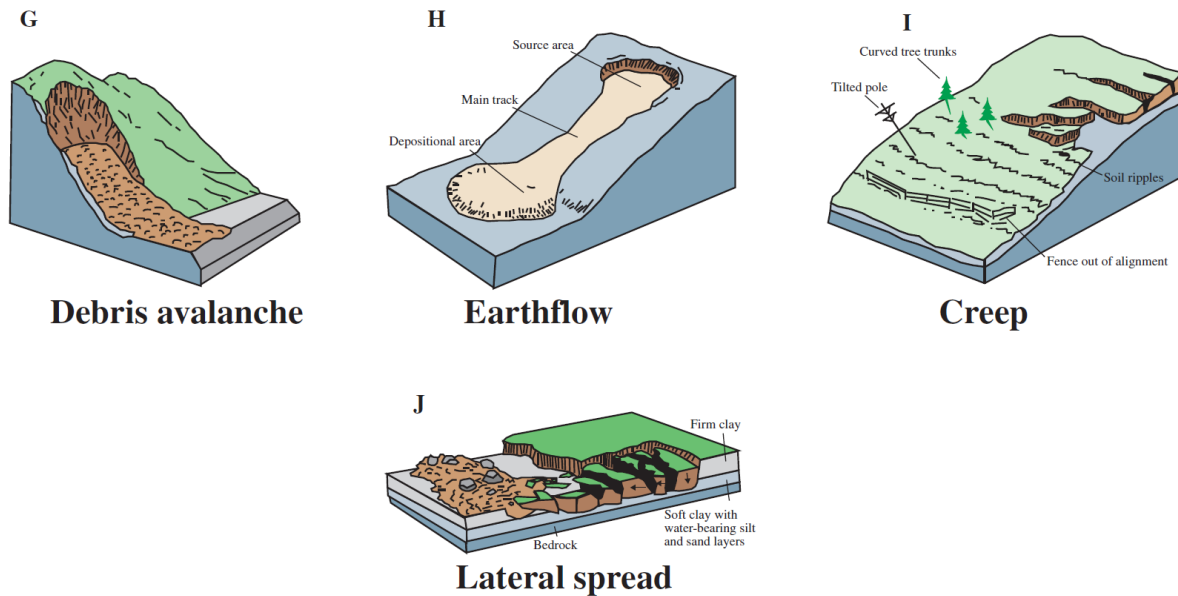 G
Debris avalanche
H
Source area
Main track
Depositional area
Earthflow
I
Curved tree trunks
Tilted pole
Soil ripples
Fence out of alignment
Creep
J
Firm clay
Soft clay with
water-bearing silt
and sand layers
Bedrock
Lateral spread